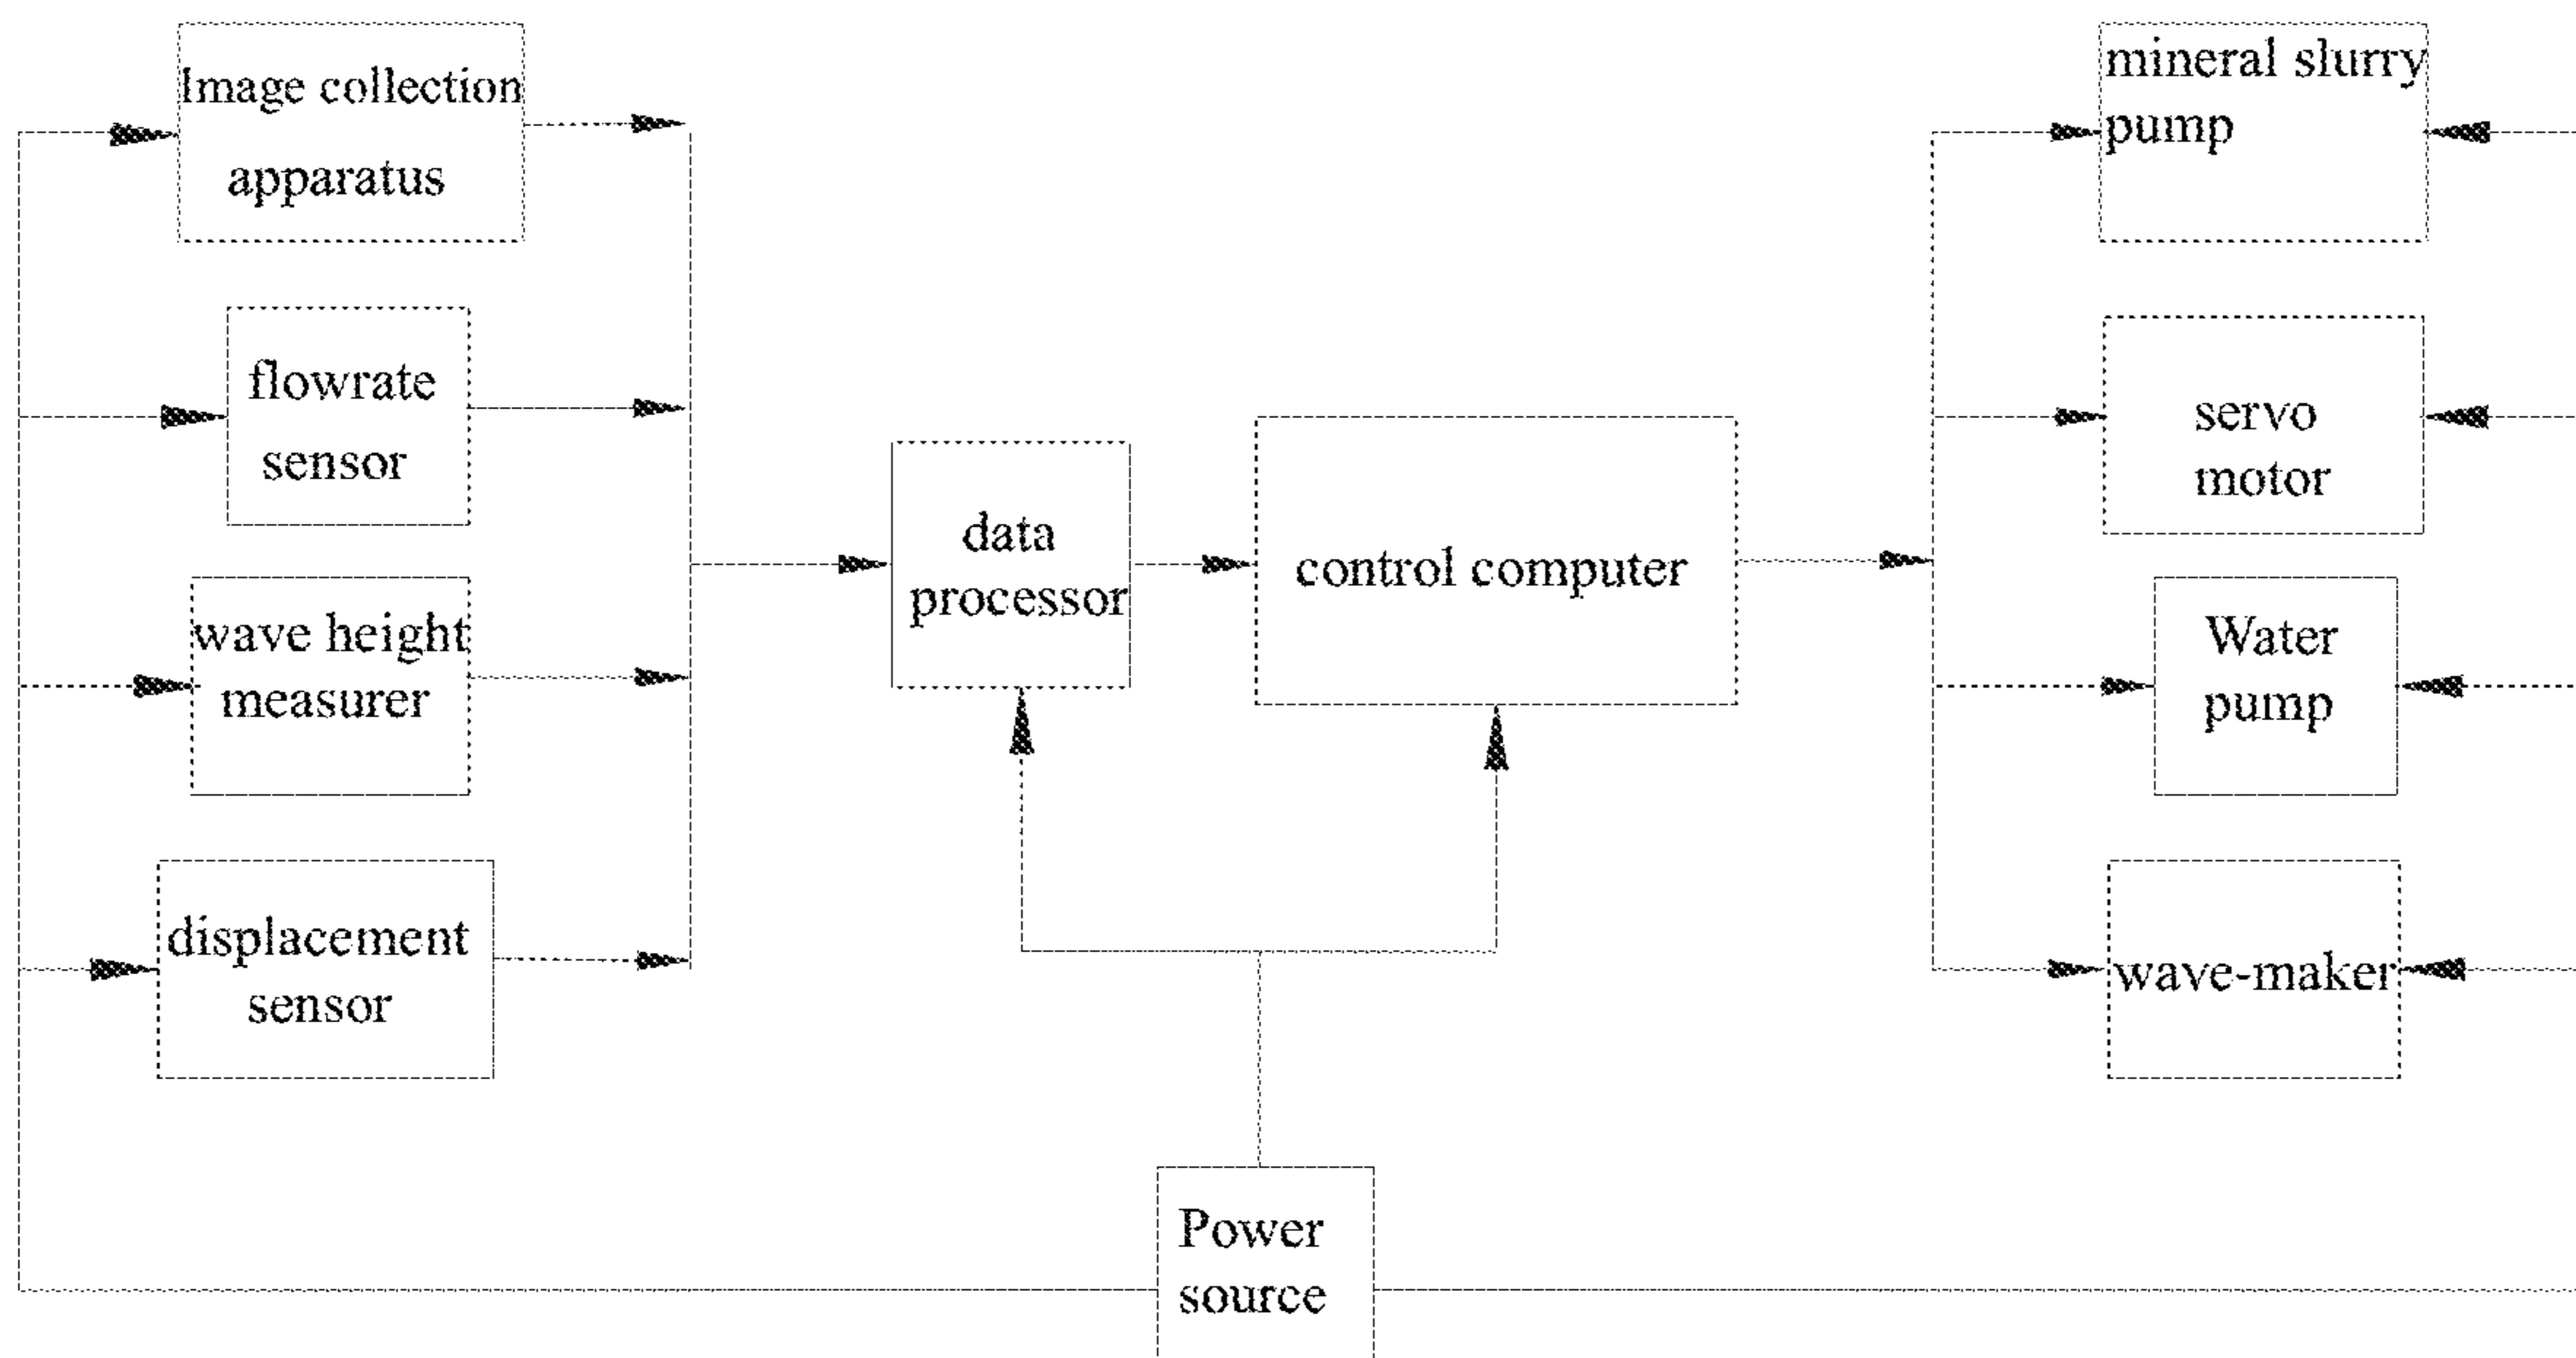 Image collection
apparatus
flowrate
sensor
wave height
measurer
displacement
sensor
data
processor
control computer
Power
source
mineral slurry
pump
servo
motor
Water
pump
wave-maker